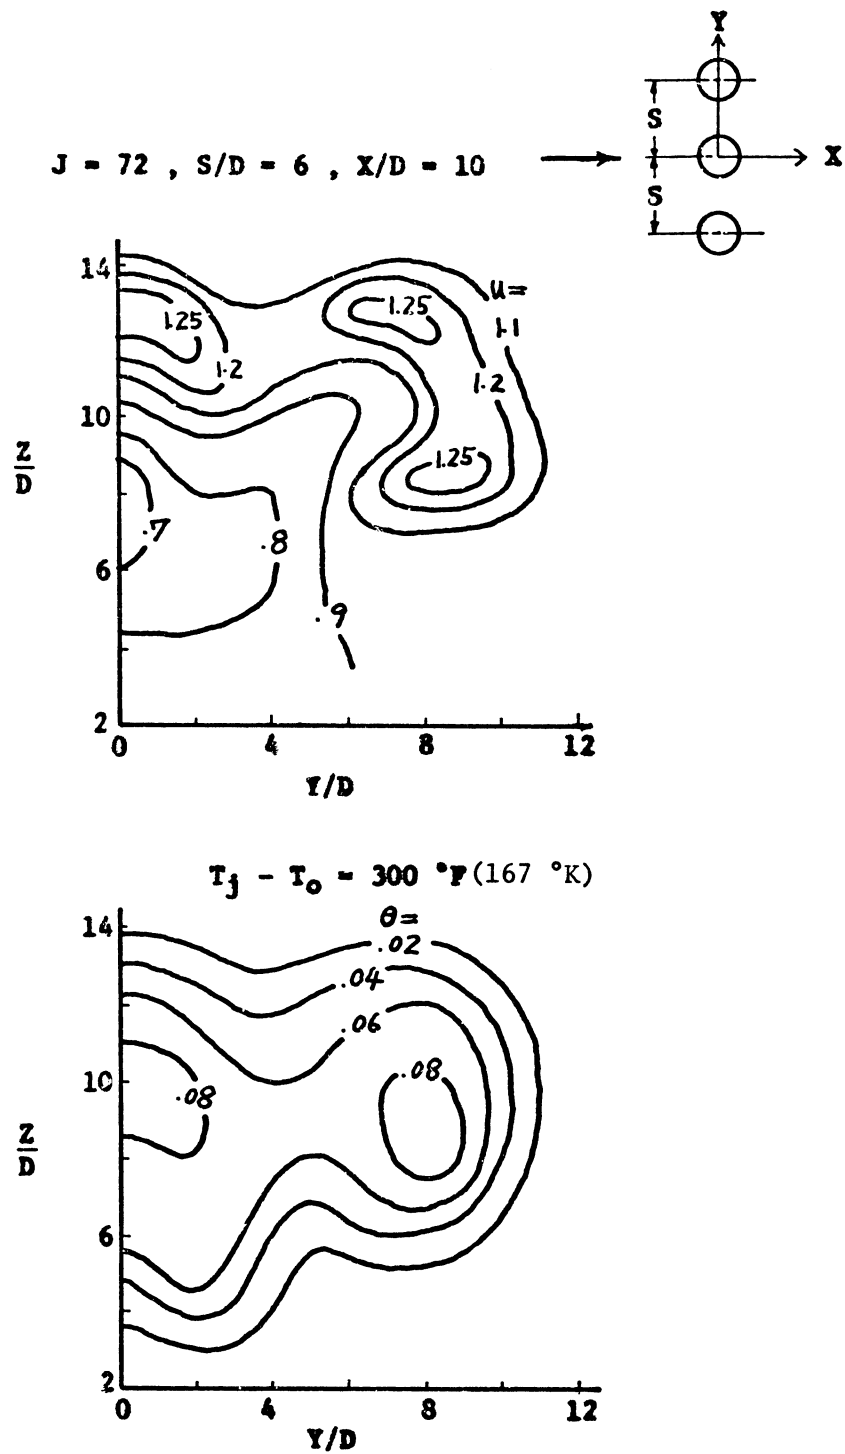 Y
S
J = 72 , S/D = 6 , X/D = 10
X
S
14
u=
1.25
1.25
1.1
1.2
1.2
10
Z
D
1.25
.7
.8
6
.9
2
0
4
8
12
Y/D
Tj - To = 300 °F (167 °K)
θ=
14
.02
.04
.06
.08
10
.08
Z
D
6
2
0
4
8
12
Y/D